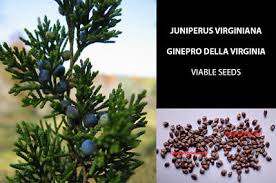 JUNIPERUS VIRGINIANA
GINEPRO DELLA VIRGINIA
VIABLE SEEDS